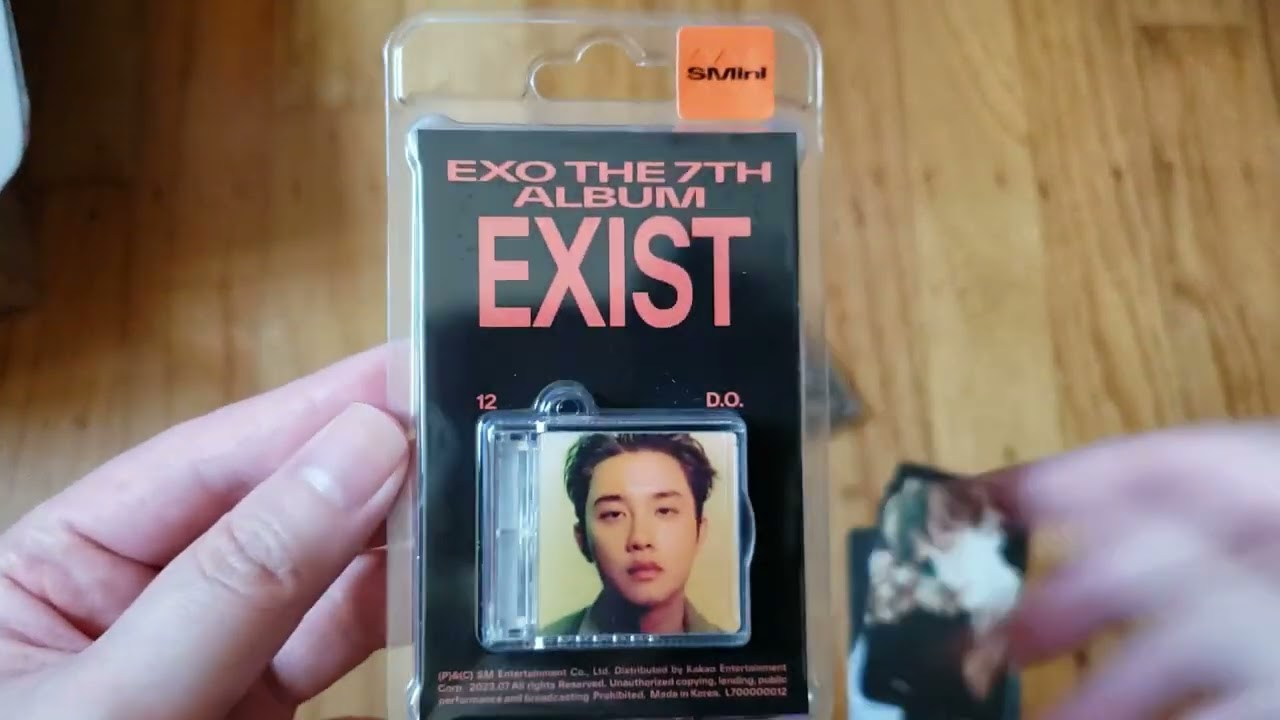 SMini
EXO THE 7TH
ALBUM
EXIST
12 D.O.
(P)&(C) SM Entertainment Co., Ltd. Distributed by Kakao Entertainment
Corp. 2023.07 All rights Reserved. Unauthorized copying, lending, public
performance and broadcasting Prohibited. Made in Korea. L700000012